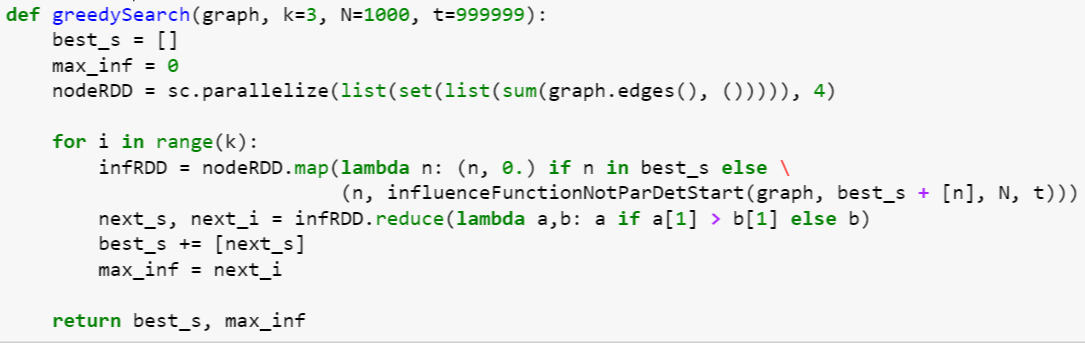 def greedySearch(graph, k=3, N=1000, t=999999):
    best_s = []
    max_inf = 0
    nodeRDD = sc.parallelize(list(set(list(sum(graph.edges(), ())))), 4)

    for i in range(k):
        infRDD = nodeRDD.map(lambda n: (n, 0.) if n in best_s else \
                             (n, influenceFunctionNotParDetStart(graph, best_s + [n], N, t)))
        next_s, next_i = infRDD.reduce(lambda a,b: a if a[1] > b[1] else b)
        best_s += [next_s]
        max_inf = next_i

    return best_s, max_inf